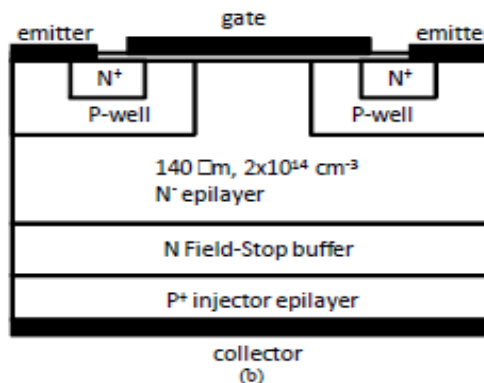 gate
emitter emitter
N⁺ N⁺
P-well P-well
140 □m, 2x10¹⁴ cm⁻³
N⁻ epilayer
N Field-Stop buffer
P⁺ injector epilayer
collector
(b)